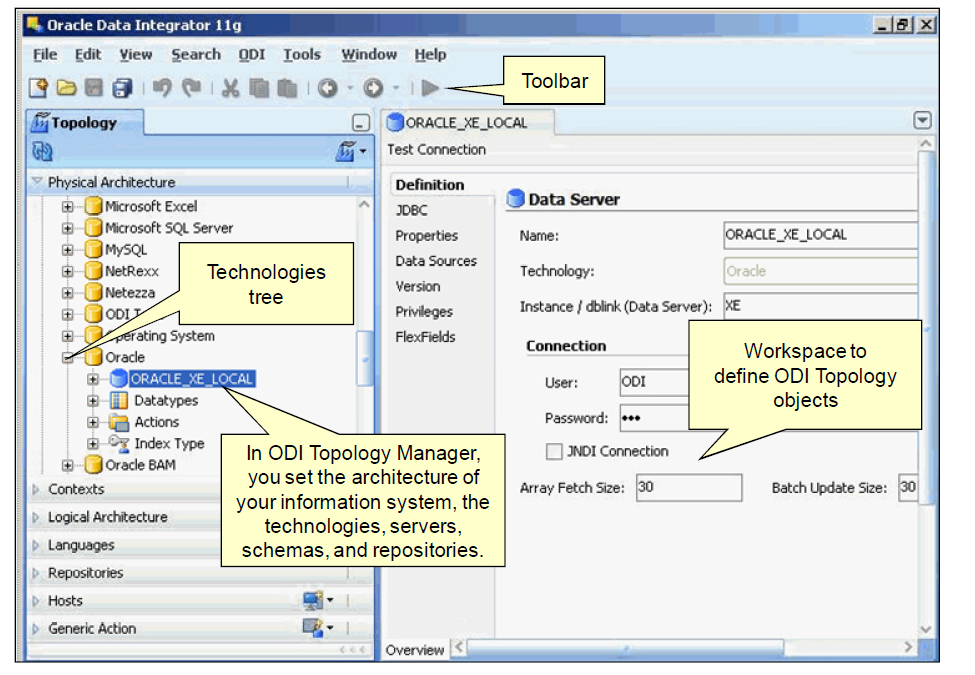 Oracle Data Integrator 11g
File Edit View Search ODI Tools Window Help
Toolbar
Topology
Physical Architecture
Microsoft Excel
Microsoft SQL Server
MySQL
NetRexx
Netezza
ODI T
Operating System
Oracle
ORACLE_XE_LOCAL
Datatypes
Actions
Index Type
Oracle BAM
Contexts
Logical Architecture
Languages
Repositories
Hosts
Generic Action
Technologies
tree
In ODI Topology Manager,
you set the architecture of
your information system, the
technologies, servers,
schemas, and repositories.
ORACLE_XE_LOCAL
Test Connection
Definition
JDBC
Properties
Data Sources
Version
Privileges
FlexFields
Data Server
Name: ORACLE_XE_LOCAL
Technology: Oracle
Instance / dblink (Data Server): XE
Connection
User: ODI
Password: •••
JNDI Connection
Array Fetch Size: 30 Batch Update Size: 30
Workspace to
define ODI Topology
objects
Overview